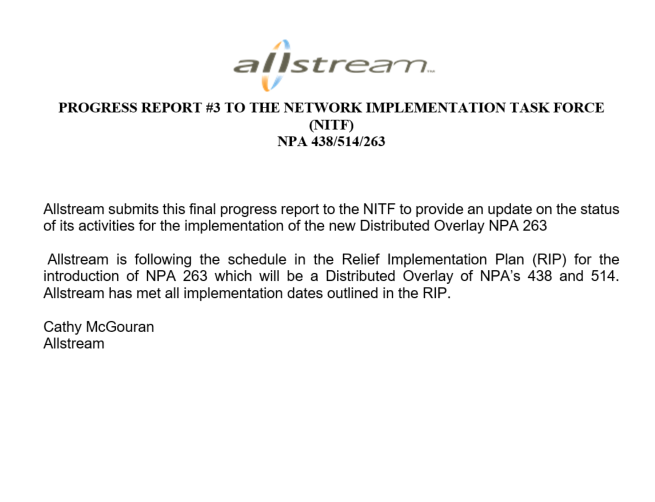 allstream
PROGRESS REPORT #3 TO THE NETWORK IMPLEMENTATION TASK FORCE
(NITF)
NPA 438/514/263
Allstream submits this final progress report to the NITF to provide an update on the status
of its activities for the implementation of the new Distributed Overlay NPA 263
Allstream is following the schedule in the Relief Implementation Plan (RIP) for the
introduction of NPA 263 which will be a Distributed Overlay of NPA's 438 and 514.
Allstream has met all implementation dates outlined in the RIP.
Cathy McGouran
Allstream